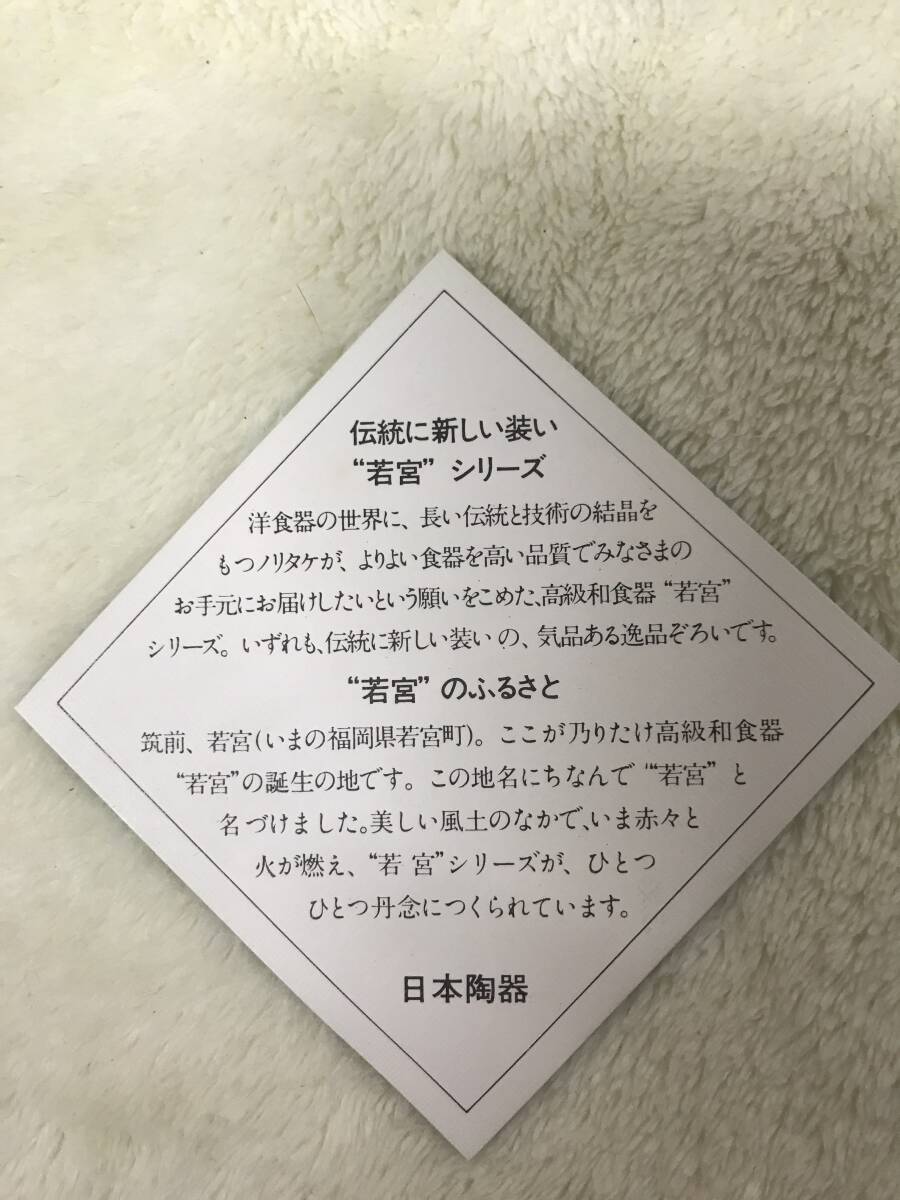 伝統に新しい装い
“若宮” シリーズ
洋食器の世界に、長い伝統と技術の結晶を
もつノリタケが、よりよい食器を高い品質でみなさまの
お手元にお届けしたいという願いをこめた、高級和食器 “若宮”
シリーズ。いずれも、伝統に新しい装いの、気品ある逸品ぞろいです。
“若宮” のふるさと
筑前、若宮(いまの福岡県若宮町)。ここが乃りたけ高級和食器
“若宮”の誕生の地です。この地名にちなんで “若宮” と
名づけました。美しい風土のなかで、いま赤々と
火が燃え、“若宮”シリーズが、ひとつ
ひとつ丹念につくられています。
日本陶器